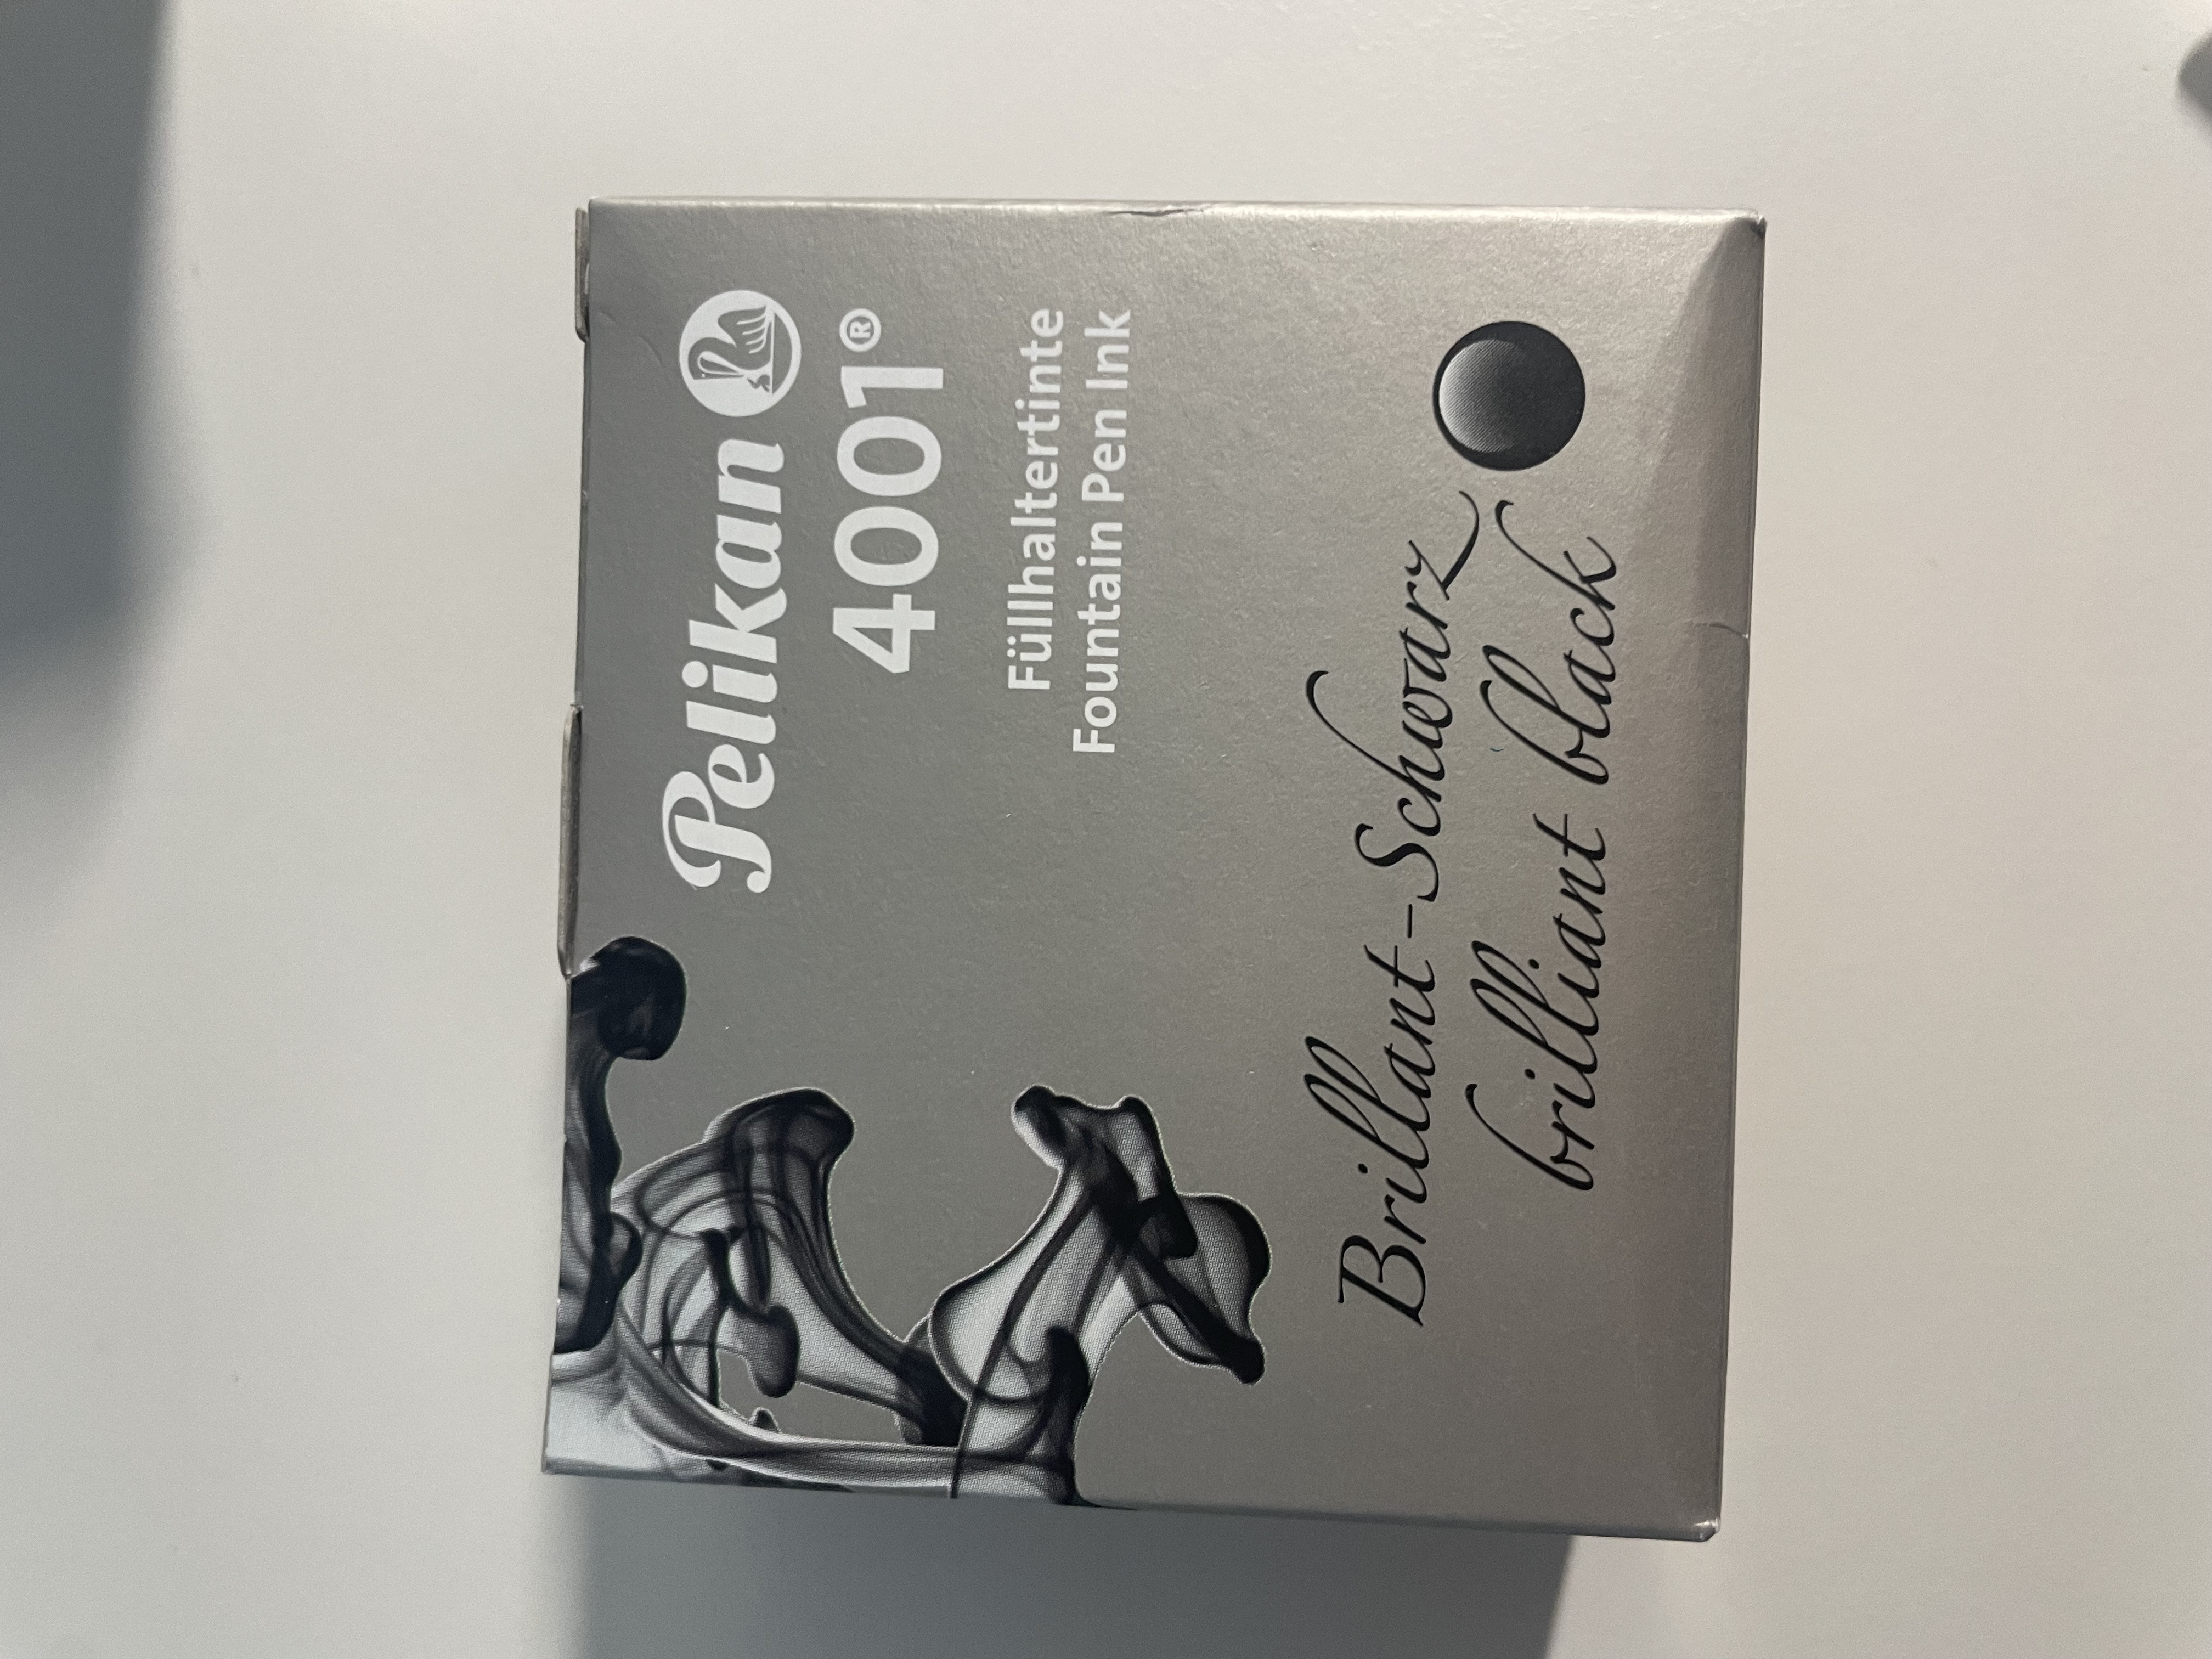 Pelikan
4001®
Füllhaltertinte
Fountain Pen Ink
Brillant-Schwarz
brilliant black